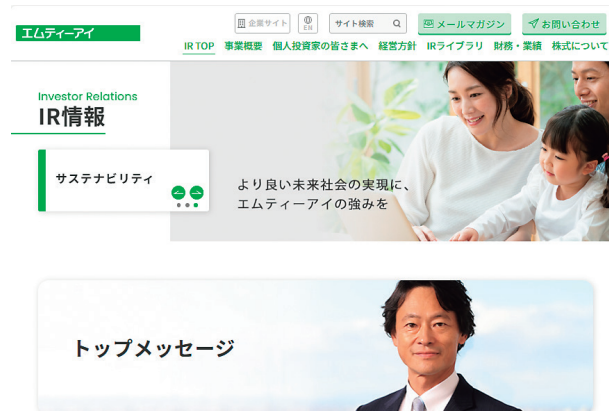 エムティーアイ
企業サイト
EN
サイト検索
メールマガジン
お問い合わせ
IR TOP 事業概要 個人投資家の皆さまへ 経営方針 IRライブラリ 財務・業績 株式について
Investor Relations
IR情報
サステナビリティ
より良い未来社会の実現に、
エムティーアイの強みを
トップメッセージ